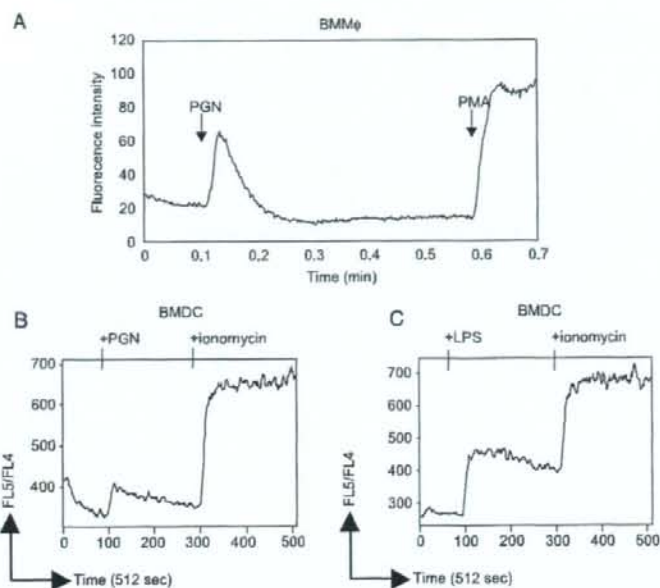 A
BMMφ
Fluorecence intensity
120
100
80
60
40
20
0
PGN
PMA
0 0.1 0.2 0.3 0.4 0.5 0.6 0.7
Time (min)
B
BMDC
+PGN +ionomycin
FL5/FL4
700
600
400
0 100 200 300 400 500
Time (512 sec)
C
BMDC
+LPS +ionomycin
FL5/FL4
700
600
500
400
300
0 100 200 300 400 500
Time (512 sec)